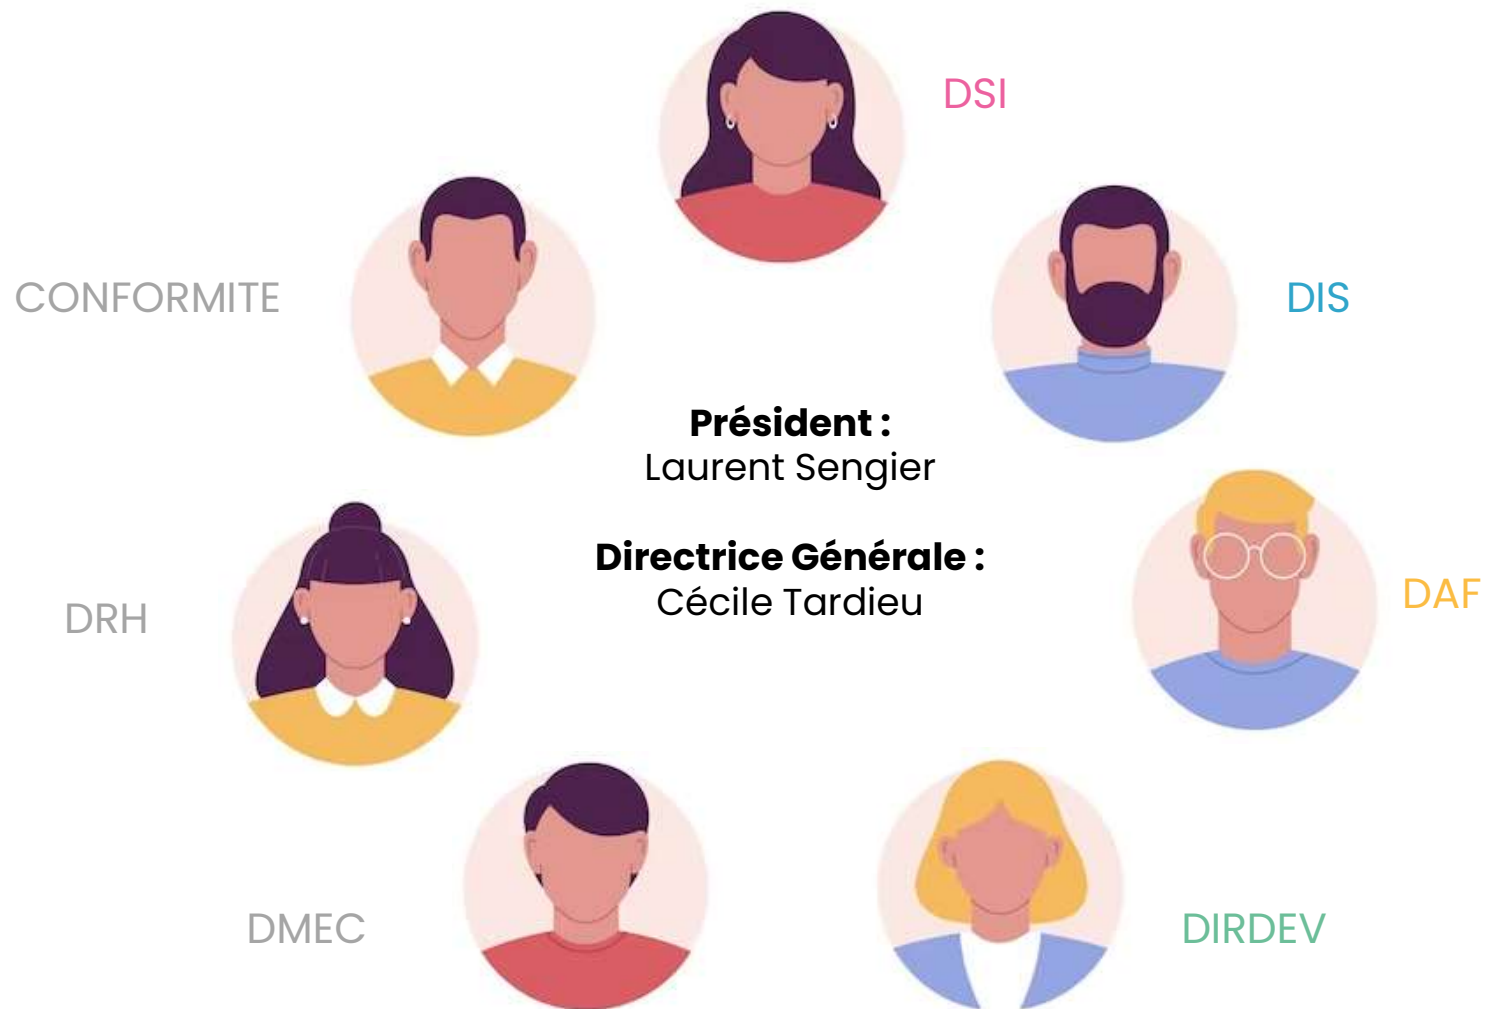 DSI
CONFORMITE
DIS
Président :
Laurent Sengier
Directrice Générale :
Cécile Tardieu
DAF
DRH
DMEC
DIRDEV